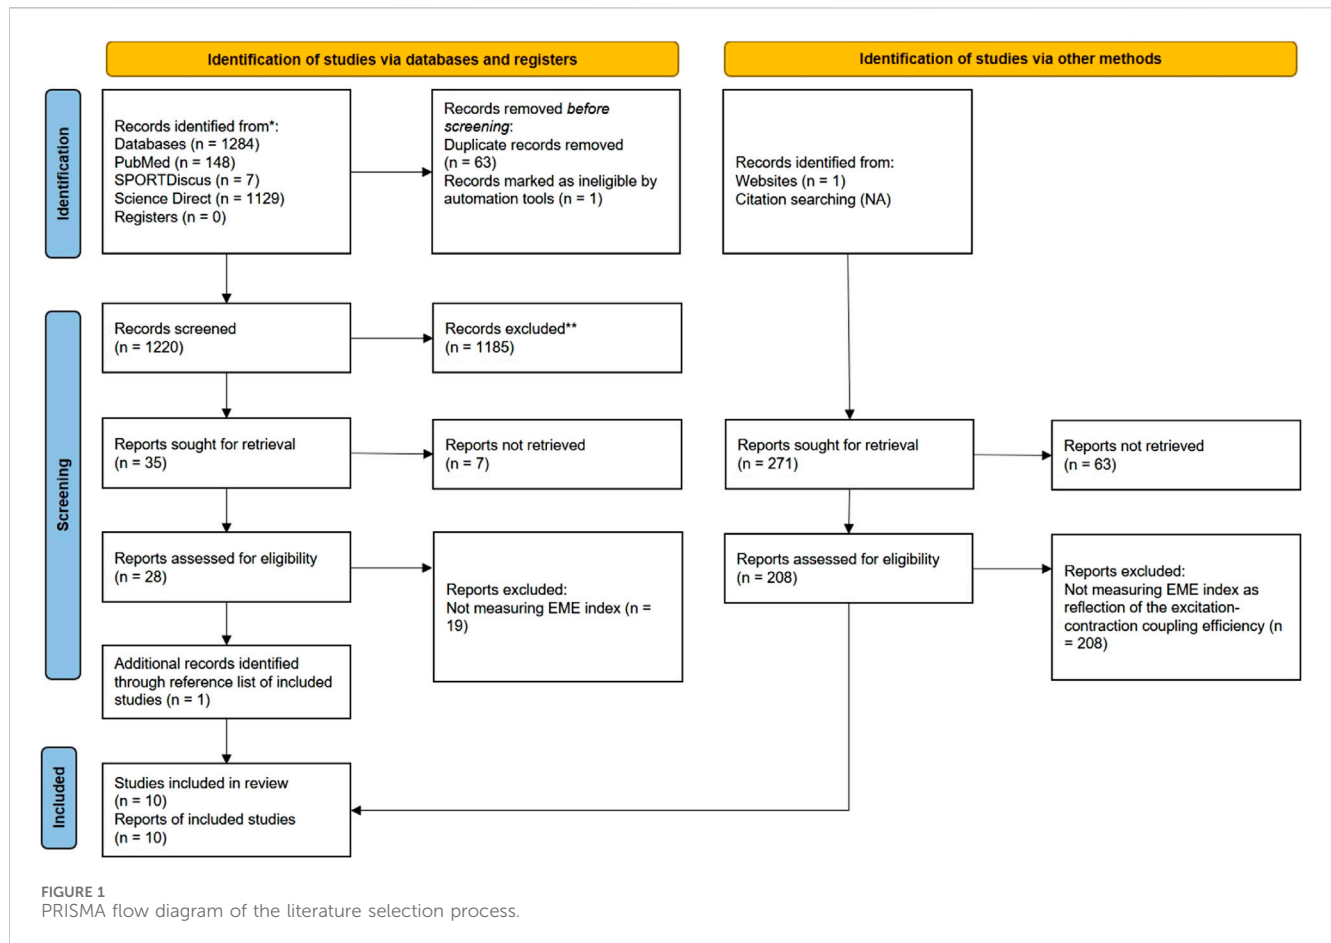 Identification of studies via databases and registers
Identification of studies via other methods
Identification
Records identified from*:
Databases (n = 1284)
PubMed (n = 148)
SPORTDiscus (n = 7)
Science Direct (n = 1129)
Registers (n = 0)
Records removed before
screening:
Duplicate records removed
(n = 63)
Records marked as ineligible by
automation tools (n = 1)
Records identified from:
Websites (n = 1)
Citation searching (NA)
Screening
Records screened
(n = 1220)
Records excluded**
(n = 1185)
Reports sought for retrieval
(n = 35)
Reports not retrieved
(n = 7)
Reports sought for retrieval
(n = 271)
Reports not retrieved
(n = 63)
Reports assessed for eligibility
(n = 28)
Reports excluded:
Not measuring EME index (n =
19)
Reports assessed for eligibility
(n = 208)
Reports excluded:
Not measuring EME index as
reflection of the excitation-
contraction coupling efficiency (n
= 208)
Additional records identified
through reference list of included
studies (n = 1)
Included
Studies included in review
(n = 10)
Reports of included studies
(n = 10)
FIGURE 1
PRISMA flow diagram of the literature selection process.